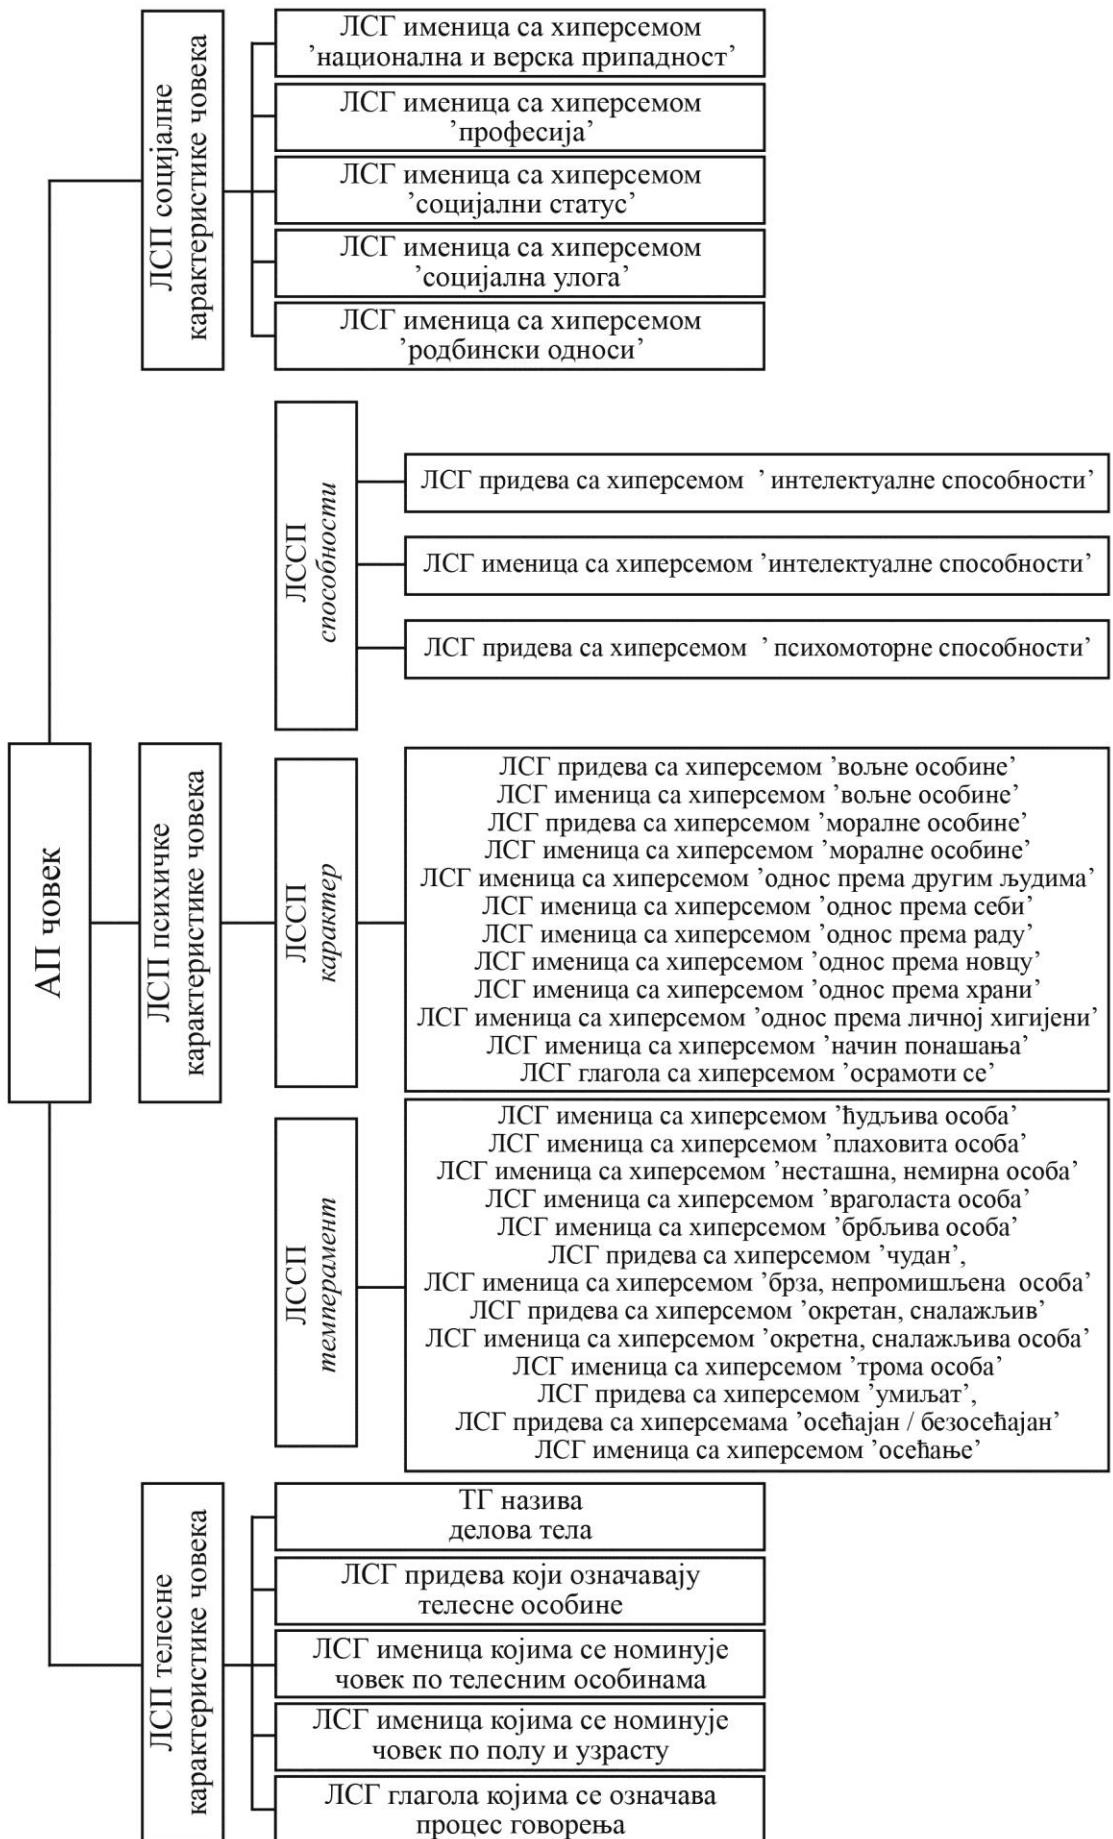 АП човек
ЛСП социјалне
карактеристике човека
ЛСГ именица са хиперсемом
’национална и верска припадност’
ЛСГ именица са хиперсемом
’професија’
ЛСГ именица са хиперсемом
’социјални статус’
ЛСГ именица са хиперсемом
’социјална улога’
ЛСГ именица са хиперсемом
’родбински односи’
ЛСП психичке
карактеристике човека
ЛССП
способности
ЛСГ придева са хиперсемом ’ интелектуалне способности’
ЛСГ именица са хиперсемом ’интелектуалне способности’
ЛСГ придева са хиперсемом ’ психомоторне способности’
ЛССП
карактер
ЛСГ придева са хиперсемом ’вољне особине’
ЛСГ именица са хиперсемом ’вољне особине’
ЛСГ придева са хиперсемом ’моралне особине’
ЛСГ именица са хиперсемом ’моралне особине’
ЛСГ именица са хиперсемом ’однос према другим људима’
ЛСГ именица са хиперсемом ’однос према себи’
ЛСГ именица са хиперсемом ’однос према раду’
ЛСГ именица са хиперсемом ’однос према новцу’
ЛСГ именица са хиперсемом ’однос према храни’
ЛСГ именица са хиперсемом ’однос према личној хигијени’
ЛСГ именица са хиперсемом ’начин понашања’
ЛСГ глагола са хиперсемом ’осрамоти се’
ЛССП
темперамент
ЛСГ именица са хиперсемом ’ћудљива особа’
ЛСГ именица са хиперсемом ’плаховита особа’
ЛСГ именица са хиперсемом ’несташна, немирна особа’
ЛСГ именица са хиперсемом ’враголаста особа’
ЛСГ именица са хиперсемом ’брбљива особа’
ЛСГ придева са хиперсемом ’чудан’,
ЛСГ именица са хиперсемом ’брза, непромишљена особа’
ЛСГ придева са хиперсемом ’окретан, сналажљив’
ЛСГ именица са хиперсемом ’окретна, сналажљива особа’
ЛСГ именица са хиперсемом ’трома особа’
ЛСГ придева са хиперсемом ’умиљат’,
ЛСГ придева са хиперсемама ’осећајан / безосећајан’
ЛСГ именица са хиперсемом ’осећање’
ЛСП телесне
карактеристике човека
ТГ назива
делова тела
ЛСГ придева који означавају
телесне особине
ЛСГ именица којима се номинује
човек по телесним особинама
ЛСГ именица којима се номинује
човек по полу и узрасту
ЛСГ глагола којима се означава
процес говорења